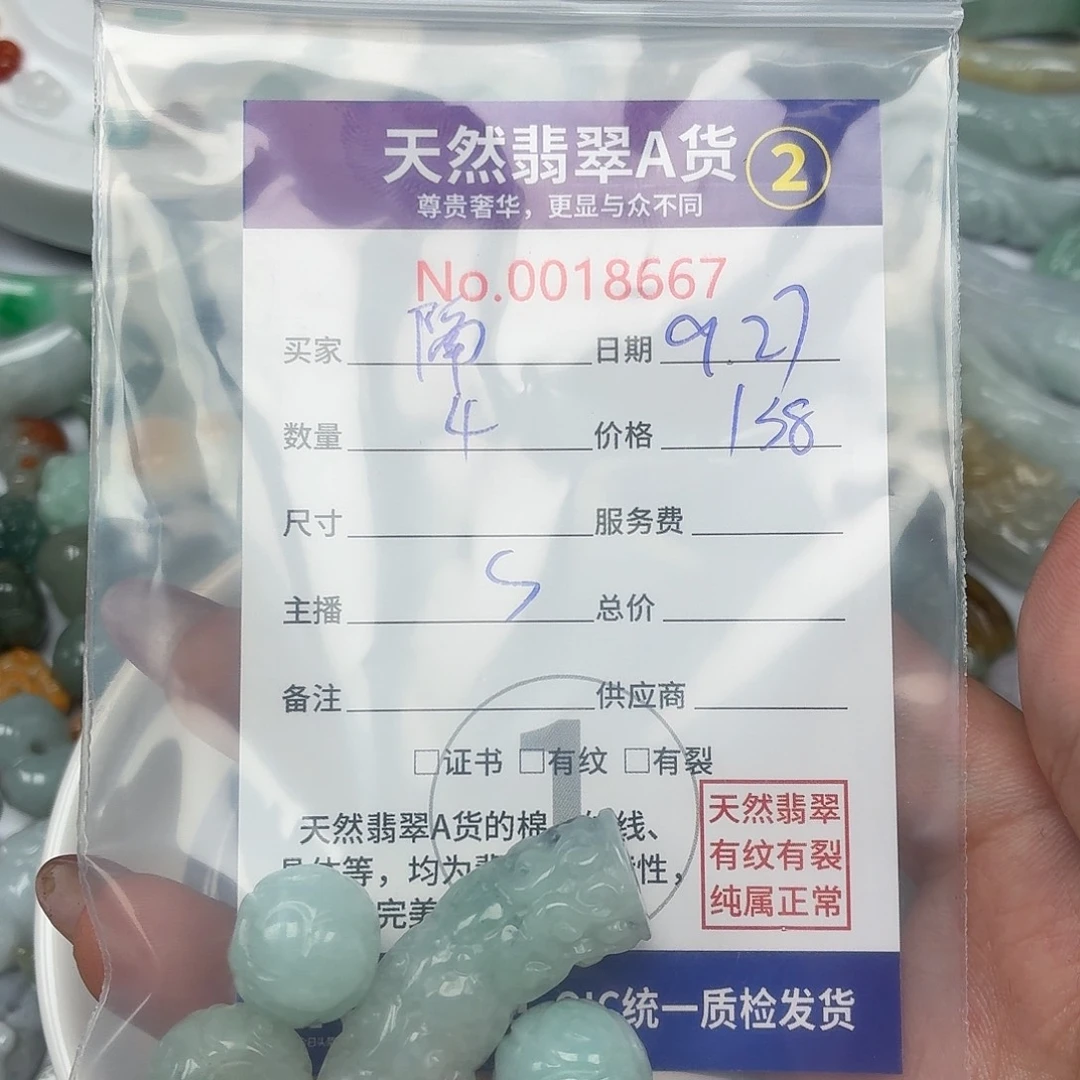 天然翡翠A货 2
尊贵奢华，更显与众不同
No.0018667
买家 降 日期 9.27
数量 4 价格 158
尺寸 服务费
主播 S 总价
备注 供应商
1
□证书 □有纹 □有裂
天然翡翠A货的棉 线、
等，均为 性，
完美
天然翡翠
有纹有裂
纯属正常
统一质检发货